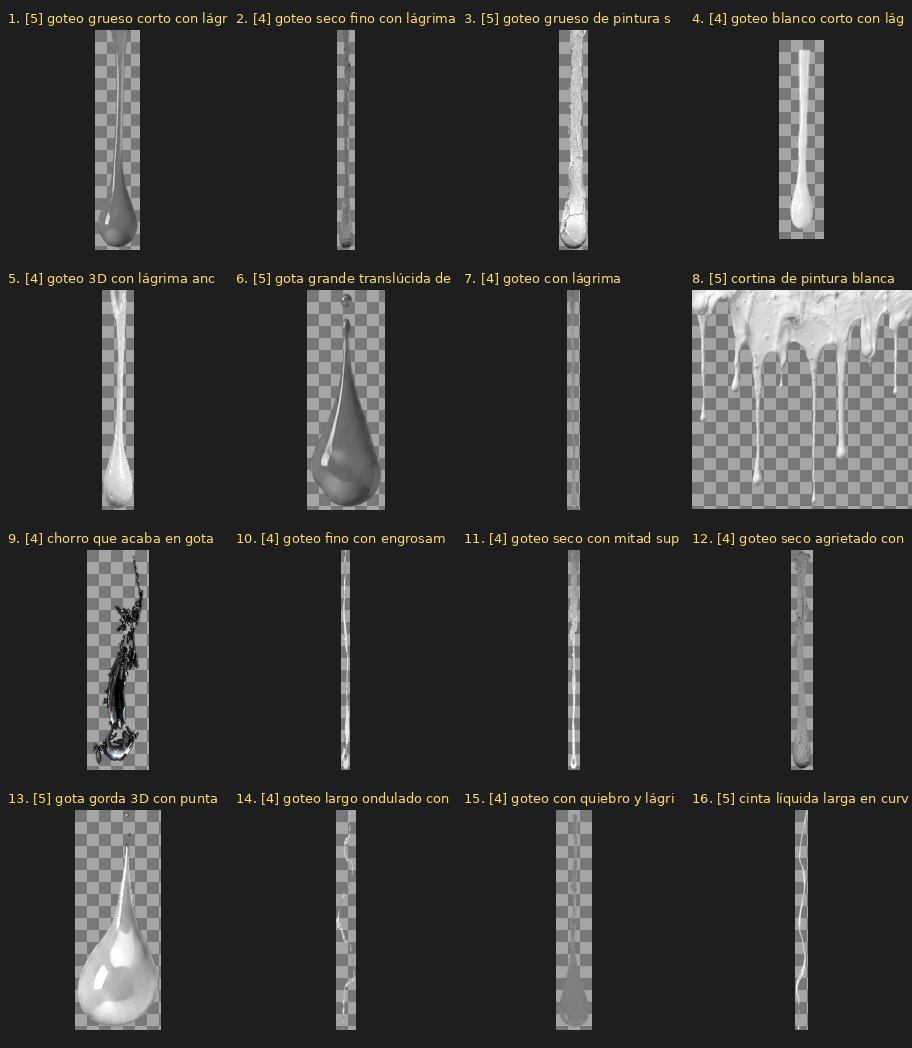 1. [5] goteo grueso corto con lágr
2. [4] goteo seco fino con lágrima
3. [5] goteo grueso de pintura s
4. [4] goteo blanco corto con lág
5. [4] goteo 3D con lágrima anc
6. [5] gota grande translúcida de
7. [4] goteo con lágrima
8. [5] cortina de pintura blanca
9. [4] chorro que acaba en gota
10. [4] goteo fino con engrosam
11. [4] goteo seco con mitad sup
12. [4] goteo seco agrietado con
13. [5] gota gorda 3D con punta
14. [4] goteo largo ondulado con
15. [4] goteo con quiebro y lágri
16. [5] cinta líquida larga en curv